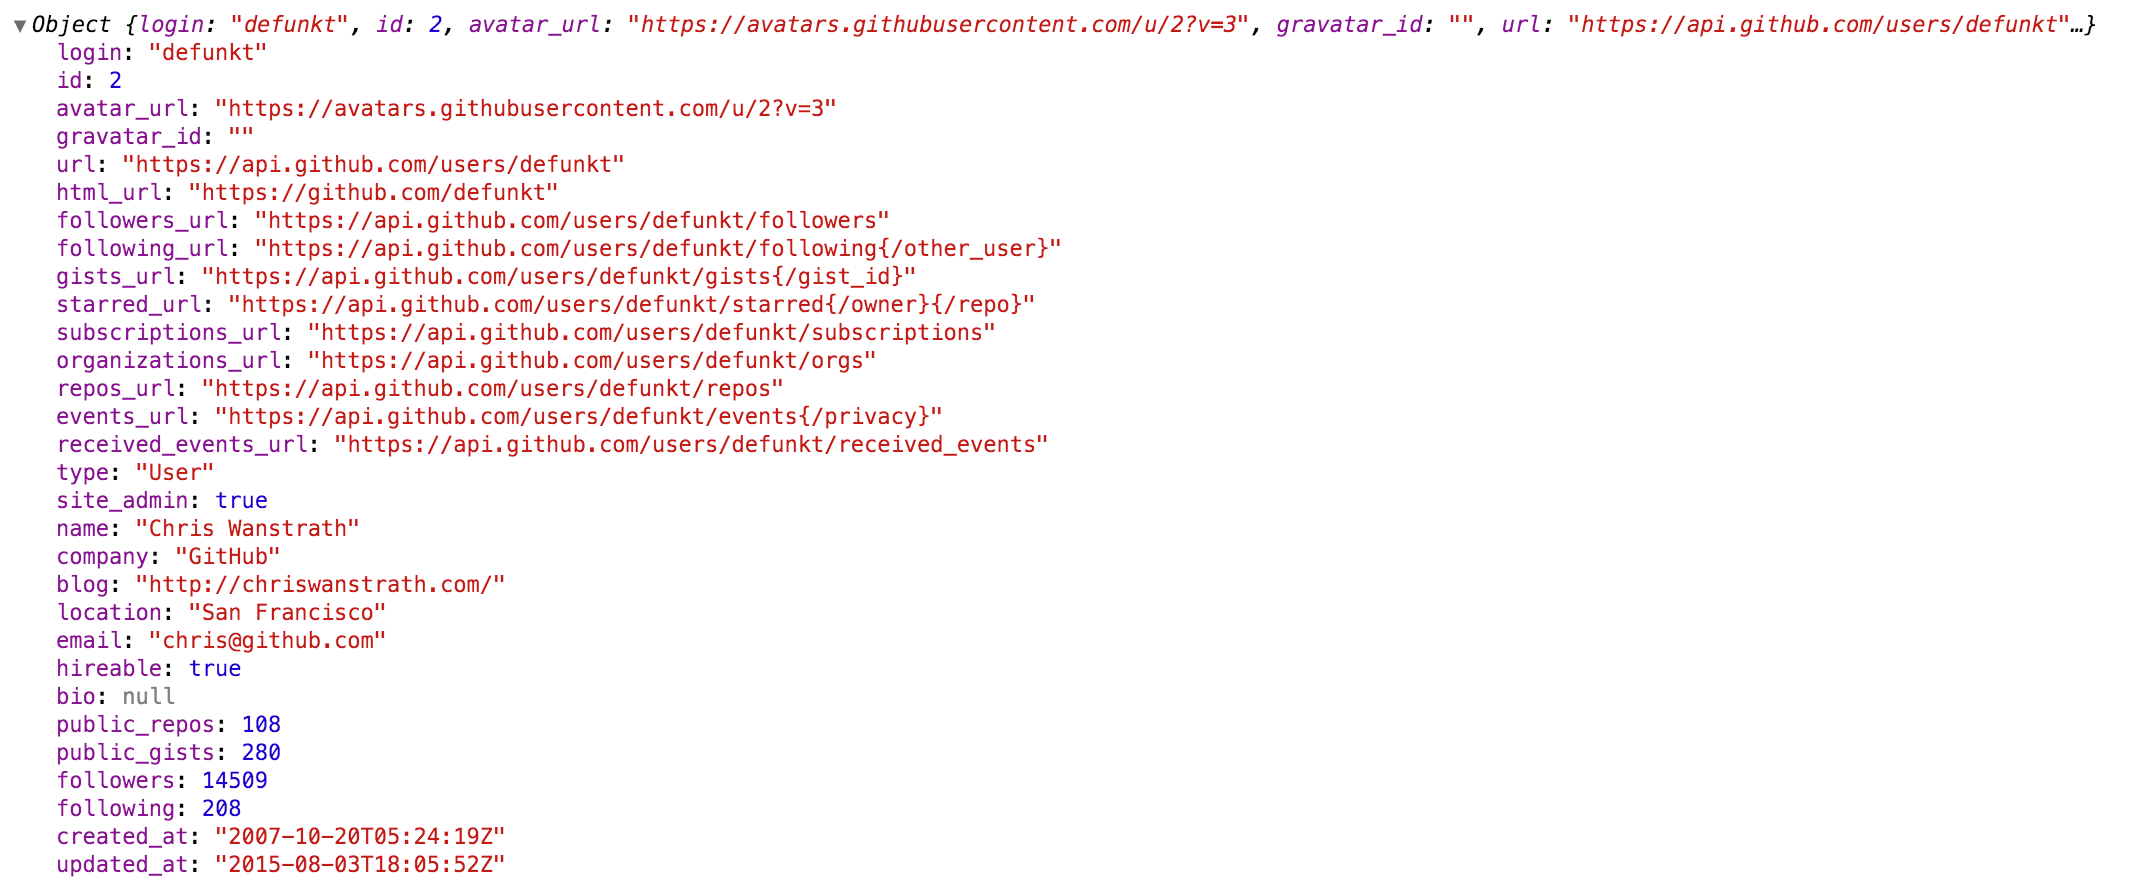 ▼Object {login: "defunkt", id: 2, avatar_url: "https://avatars.githubusercontent.com/u/2?v=3", gravatar_id: "", url: "https://api.github.com/users/defunkt"…}
login: "defunkt"
id: 2
avatar_url: "https://avatars.githubusercontent.com/u/2?v=3"
gravatar_id: ""
url: "https://api.github.com/users/defunkt"
html_url: "https://github.com/defunkt"
followers_url: "https://api.github.com/users/defunkt/followers"
following_url: "https://api.github.com/users/defunkt/following{/other_user}"
gists_url: "https://api.github.com/users/defunkt/gists{/gist_id}"
starred_url: "https://api.github.com/users/defunkt/starred{/owner}{/repo}"
subscriptions_url: "https://api.github.com/users/defunkt/subscriptions"
organizations_url: "https://api.github.com/users/defunkt/orgs"
repos_url: "https://api.github.com/users/defunkt/repos"
events_url: "https://api.github.com/users/defunkt/events{/privacy}"
received_events_url: "https://api.github.com/users/defunkt/received_events"
type: "User"
site_admin: true
name: "Chris Wanstrath"
company: "GitHub"
blog: "http://chriswanstrath.com/"
location: "San Francisco"
email: "chris@github.com"
hireable: true
bio: null
public_repos: 108
public_gists: 280
followers: 14509
following: 208
created_at: "2007-10-20T05:24:19Z"
updated_at: "2015-08-03T18:05:52Z"